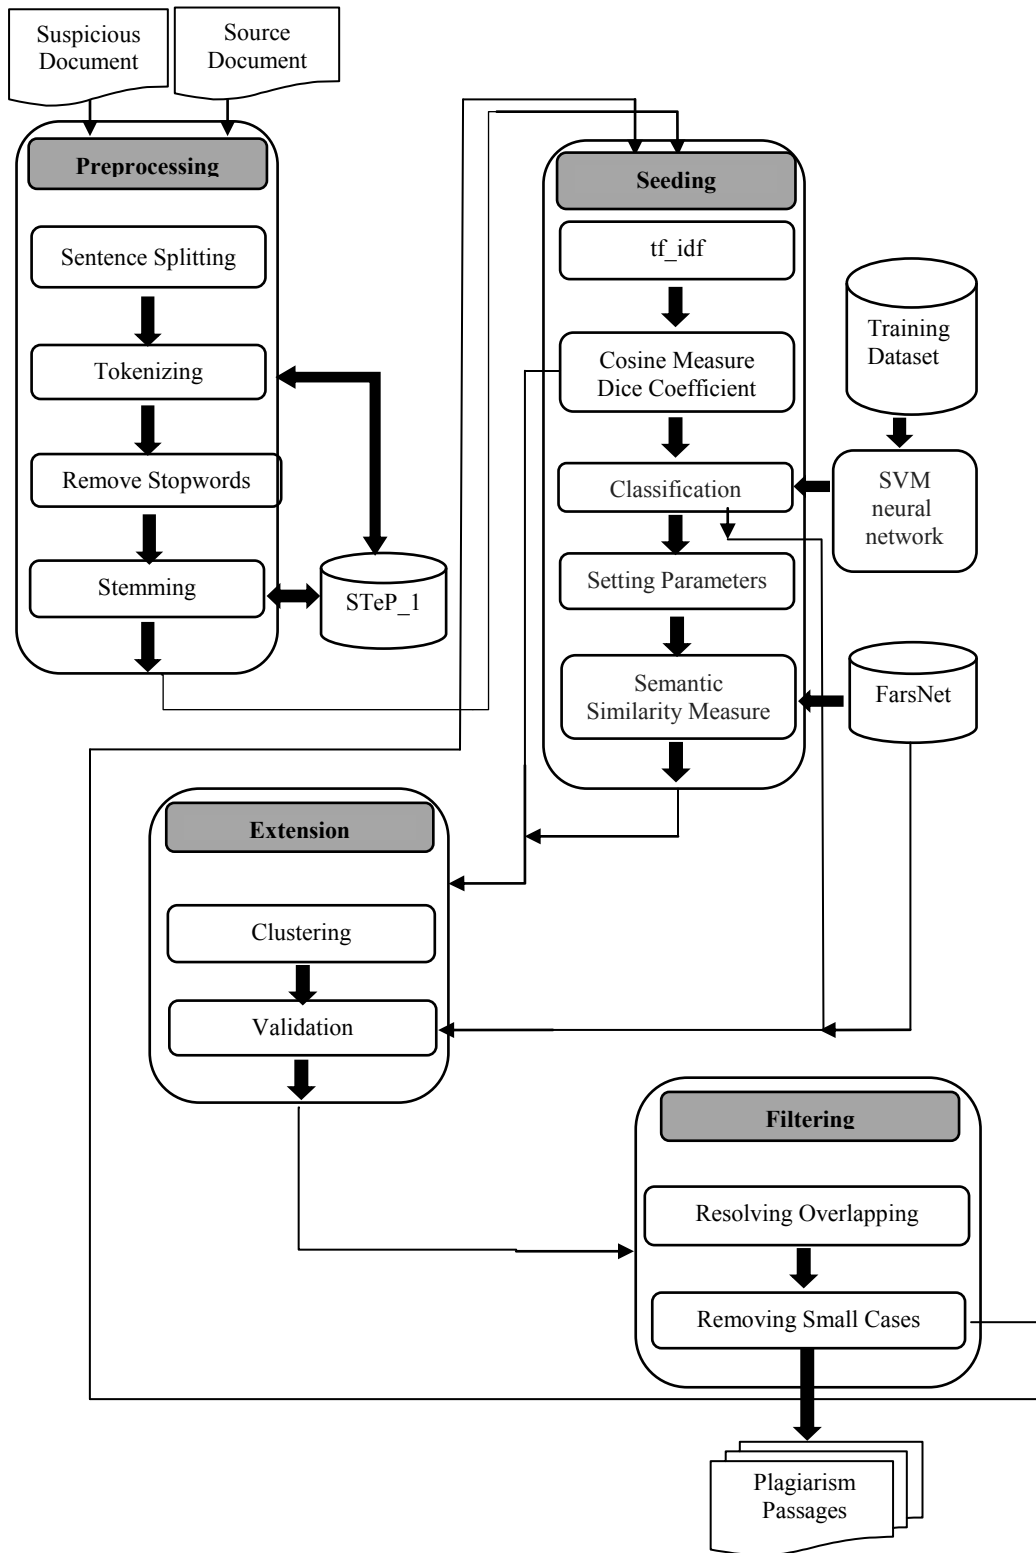 Suspicious
Document
Source
Document
Preprocessing
Sentence Splitting
Tokenizing
Remove Stopwords
Stemming
STeP_1
Seeding
tf_idf
Cosine Measure
Dice Coefficient
Classification
Setting Parameters
Semantic
Similarity Measure
Training
Dataset
SVM
neural
network
FarsNet
Extension
Clustering
Validation
Filtering
Resolving Overlapping
Removing Small Cases
Plagiarism
Passages